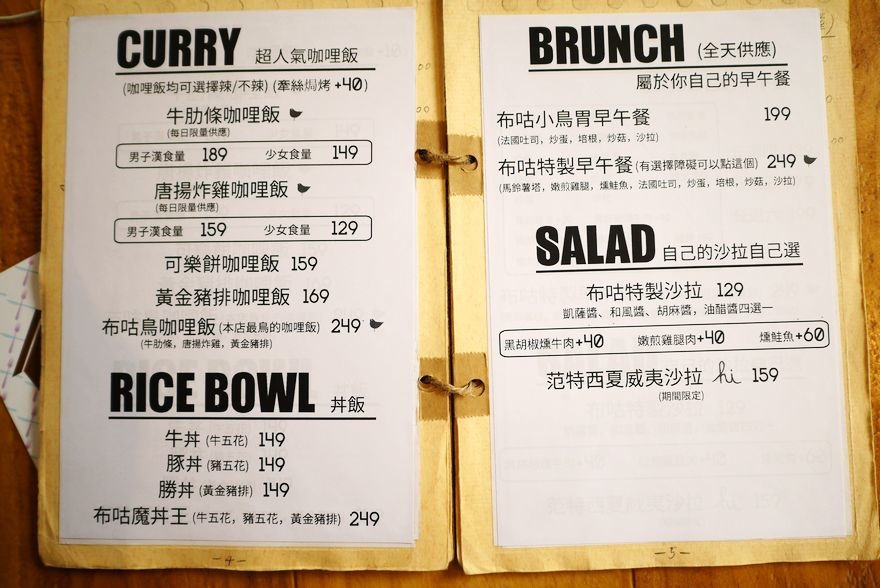 CURRY 超人氣咖哩飯
(咖哩飯均可選擇辣/不辣) (牽絲焗烤 +40)
牛肋條咖哩飯
(每日限量供應)
男子漢食量 189 少女食量 149
唐揚炸雞咖哩飯
(每日限量供應)
男子漢食量 159 少女食量 129
可樂餅咖哩飯 159
黃金豬排咖哩飯 169
布咕鳥咖哩飯 (本店最鳥的咖哩飯) 249
(牛肋條, 唐揚炸雞, 黃金豬排)
RICE BOWL 丼飯
牛丼 (牛五花) 149
豚丼 (豬五花) 149
勝丼 (黃金豬排) 149
布咕魔丼王 (牛五花, 豬五花, 黃金豬排) 249
-4-
BRUNCH (全天供應)
屬於你自己的早午餐
布咕小鳥胃早午餐 199
(法國吐司, 炒蛋, 培根, 炒菇, 沙拉)
布咕特製早午餐 (有選擇障礙可以點這個) 249
(馬鈴薯塔, 嫩煎雞腿, 燻鮭魚, 法國吐司, 炒蛋, 培根, 炒菇, 沙拉)
SALAD 自己的沙拉自己選
布咕特製沙拉 129
凱薩醬、和風醬、胡麻醬, 油醋醬四選一
黑胡椒燻牛肉+40 嫩煎雞腿肉+40 燻鮭魚+60
范特西夏威夷沙拉 hi 159
(期間限定)
-5-